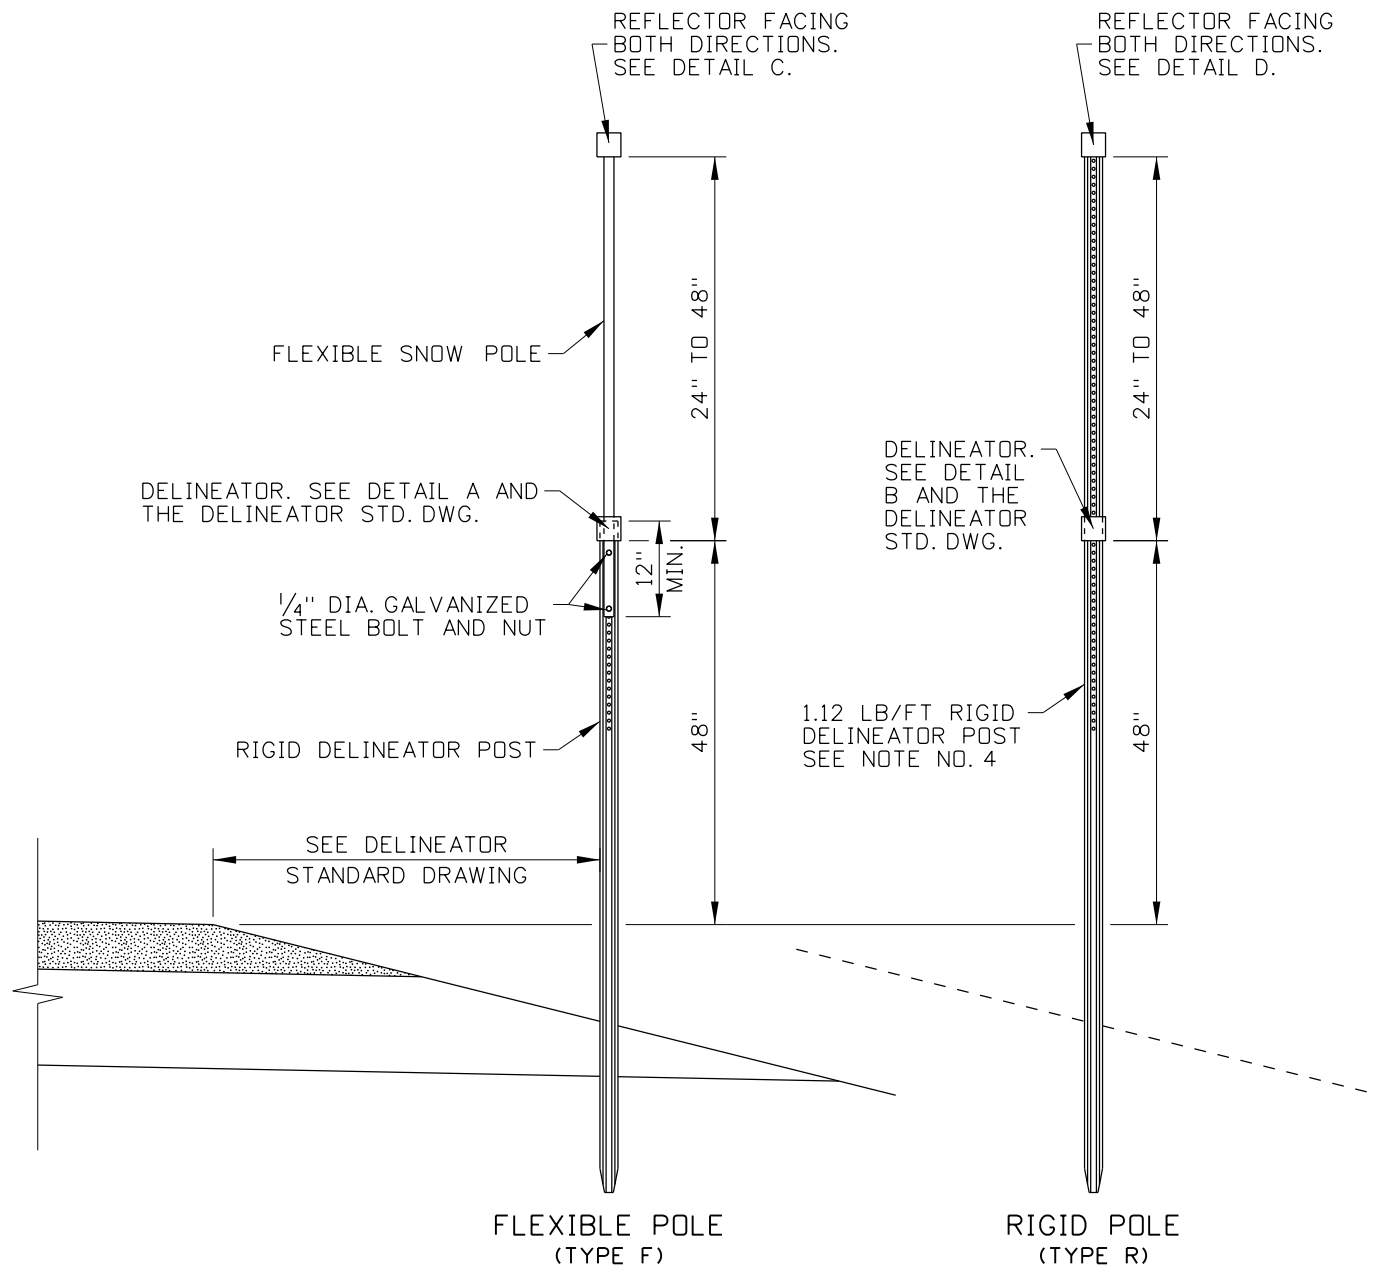 REFLECTOR FACING
BOTH DIRECTIONS.
SEE DETAIL C.
REFLECTOR FACING
BOTH DIRECTIONS.
SEE DETAIL D.
24" TO 48"
24" TO 48"
FLEXIBLE SNOW POLE
DELINEATOR.
SEE DETAIL
B AND THE
DELINEATOR
STD. DWG.
DELINEATOR. SEE DETAIL A AND
THE DELINEATOR STD. DWG.
12"
MIN.
1/4" DIA. GALVANIZED
STEEL BOLT AND NUT
48"
48"
1.12 LB/FT RIGID
DELINEATOR POST
SEE NOTE NO. 4
RIGID DELINEATOR POST
SEE DELINEATOR
STANDARD DRAWING
FLEXIBLE POLE
(TYPE F)
RIGID POLE
(TYPE R)